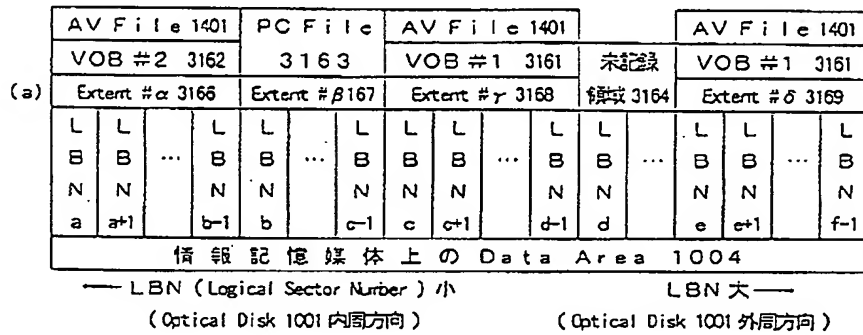 AV File 1401 PC File AV File 1401 AV File 1401
VOB #2 3162 3163 VOB #1 3161 未記録 VOB #1 3161
(a) Extent #α 3166 Extent #β167 Extent #γ 3168 領域 3164 Extent #δ 3169
L L L L L L L L L L L L
B B … B B … B B B … B B … B B … B
N N N N N N N N N N N N
a a+1 b-1 b c-1 c c+1 d-1 d e e+1 f-1
情報記憶媒体上の Data Area 1004
← LBN (Logical Sector Number) 小 LBN 大 →
(Optical Disk 1001 内周方向) (Optical Disk 1001 外周方向)